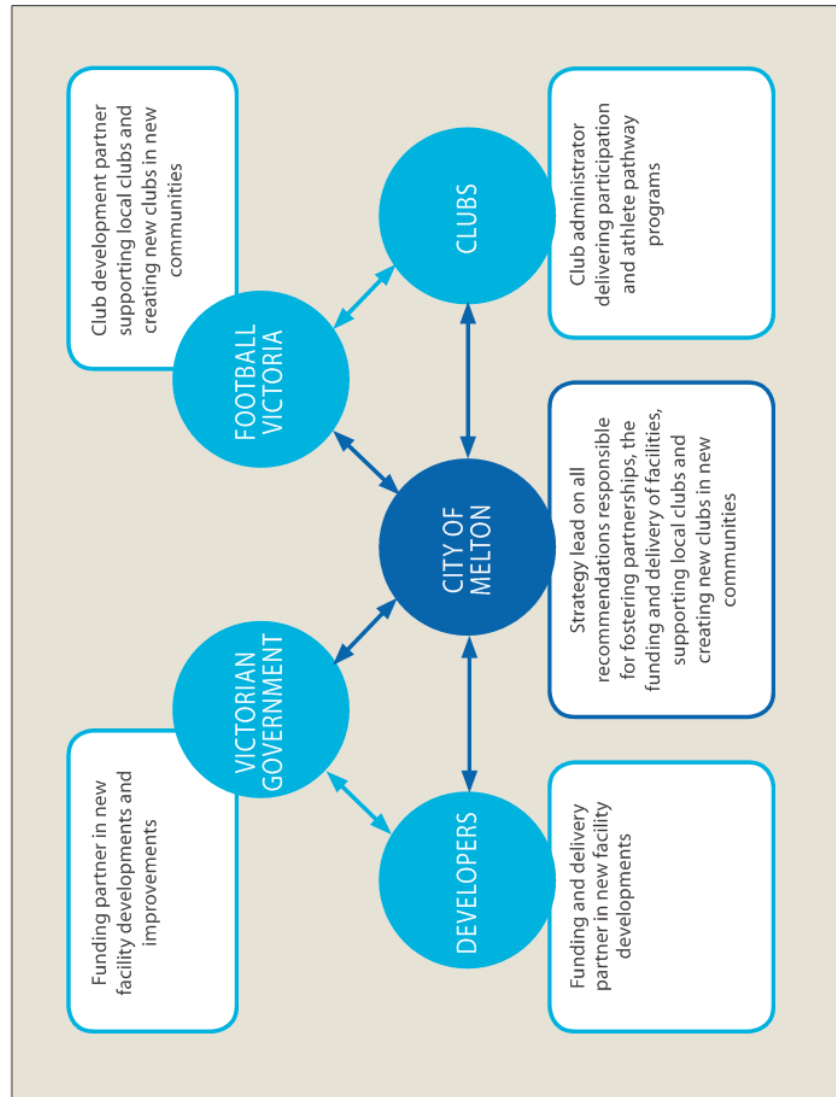 Funding partner in new
facility developments and
improvements
VICTORIAN
GOVERNMENT
Club development partner
supporting local clubs and
creating new clubs in new
communities
FOOTBALL
VICTORIA
DEVELOPERS
Funding and delivery
partner in new facility
developments
CITY OF
MELTON
Strategy lead on all
recommendations responsible
for fostering partnerships, the
funding and delivery of facilities,
supporting local clubs and
creating new clubs in new
communities
CLUBS
Club administrator
delivering participation
and athlete pathway
programs